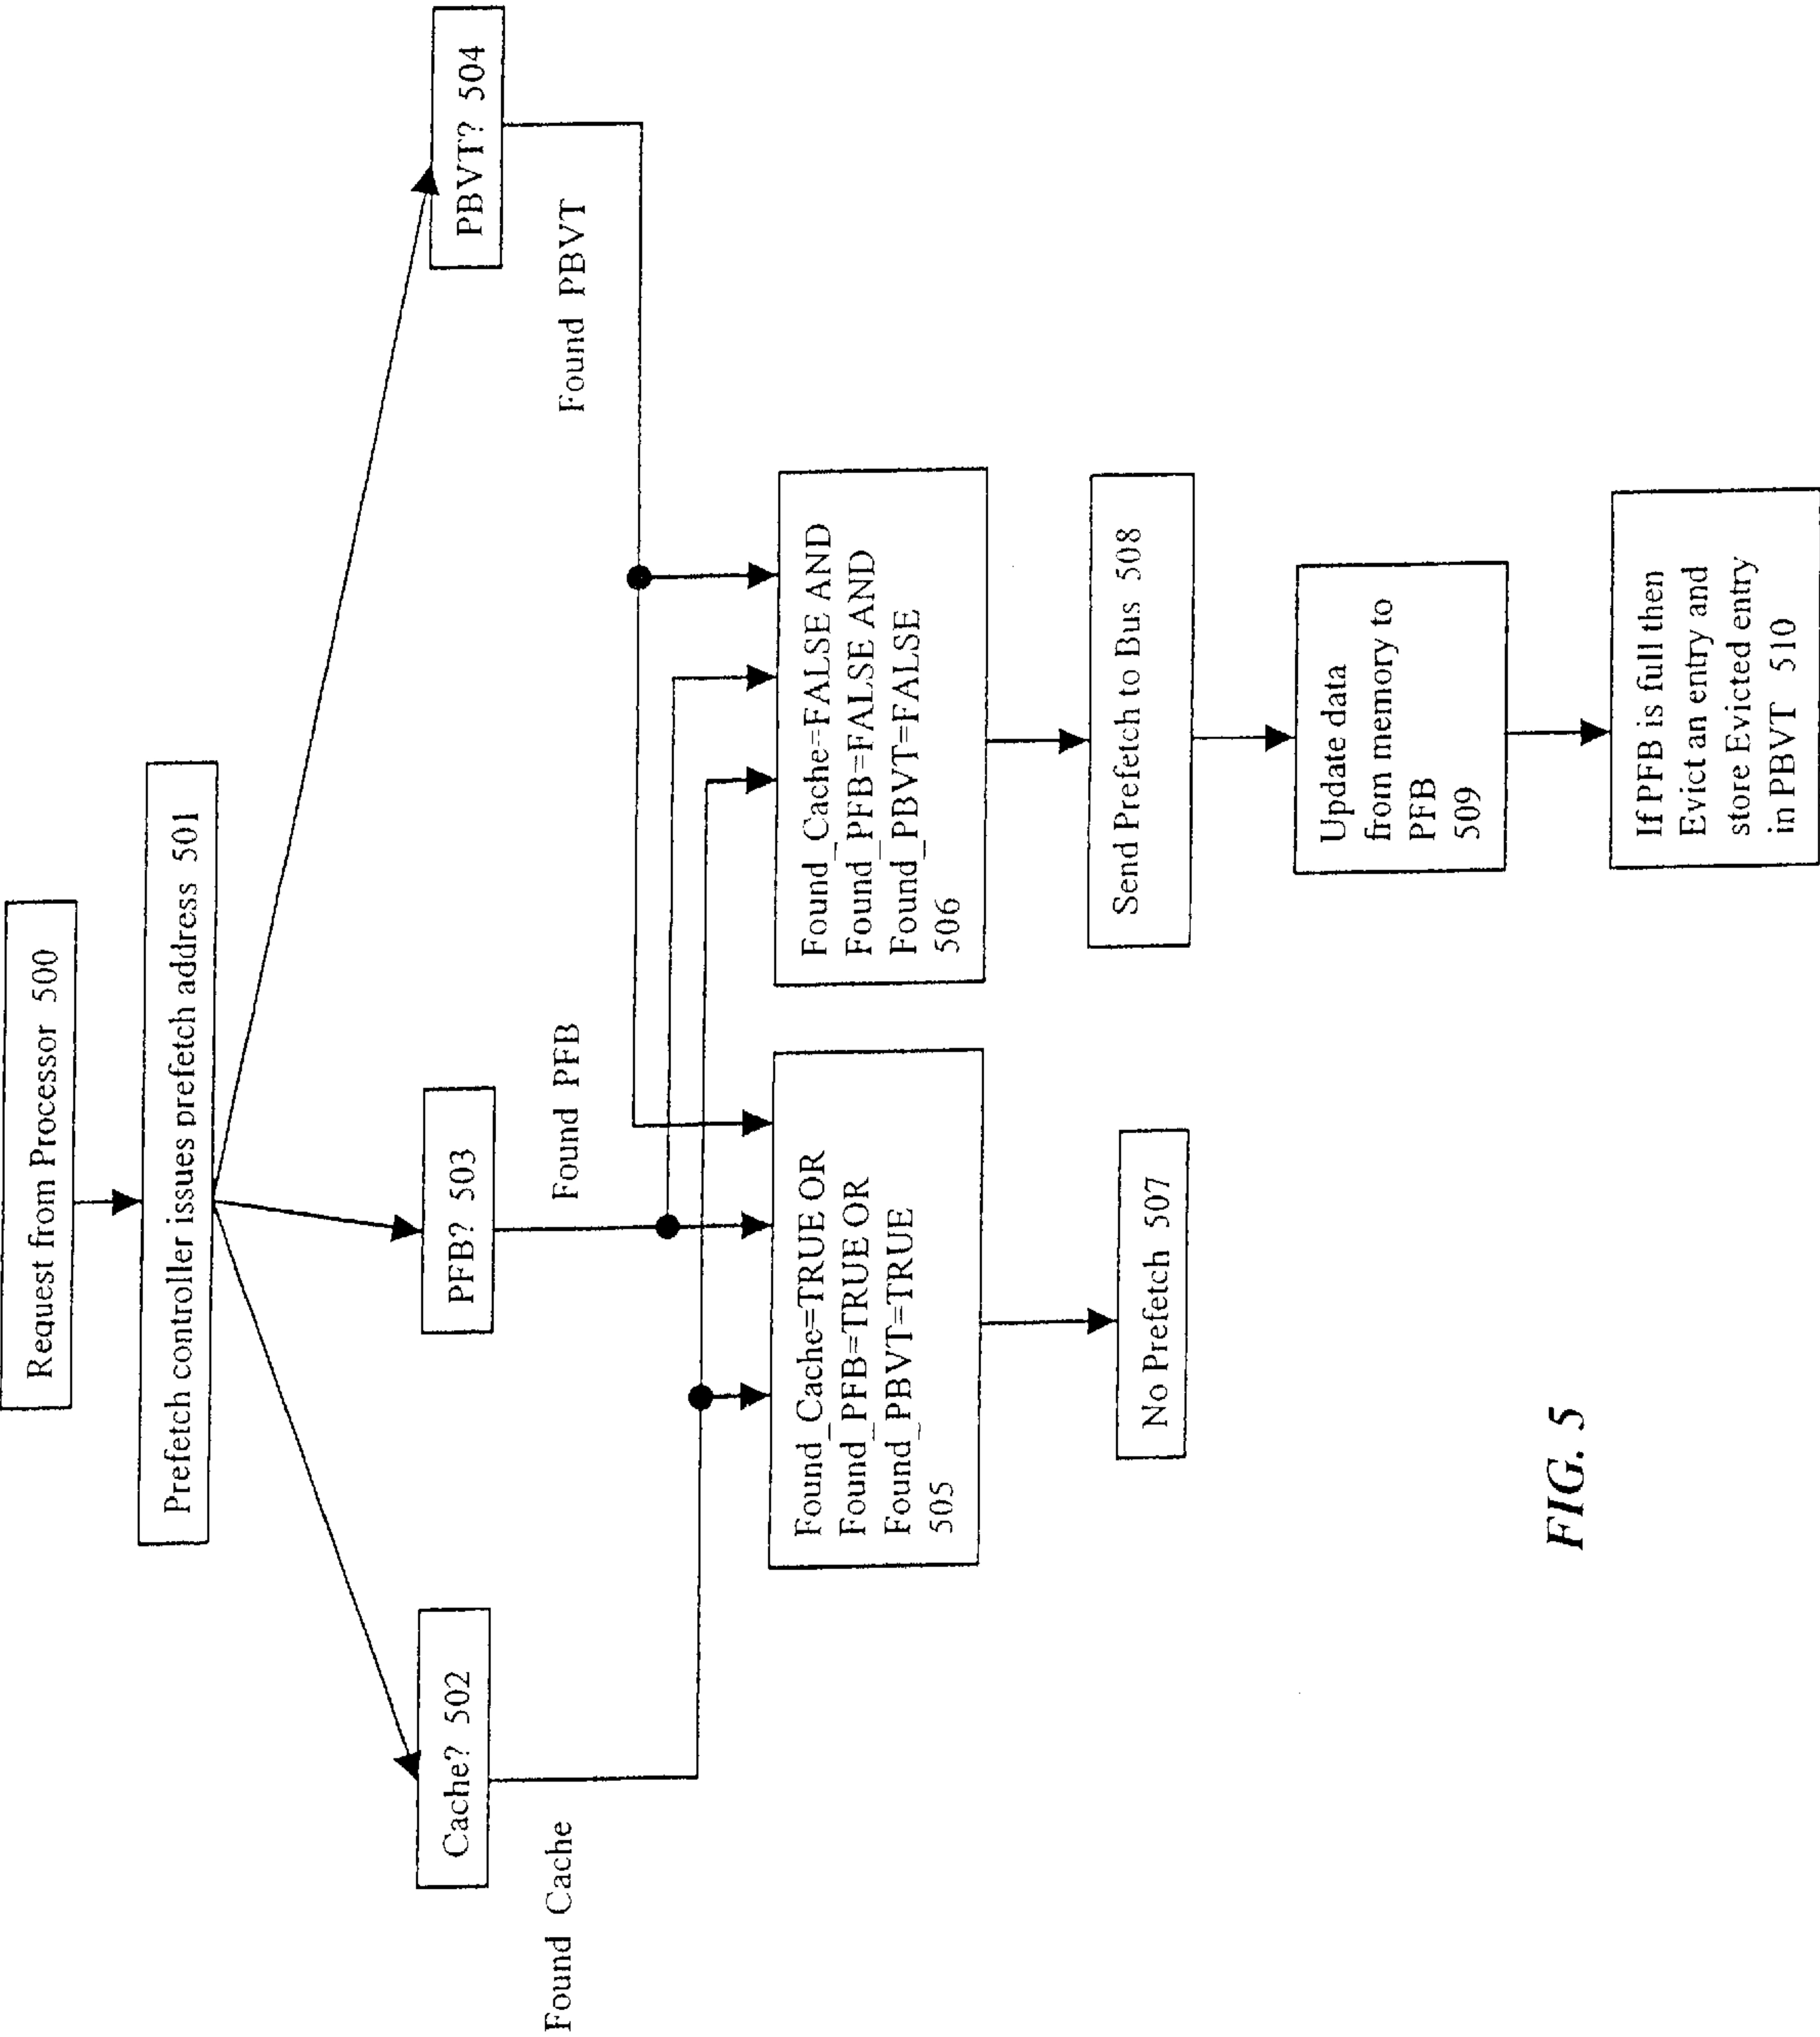 Request from Processor 500
Prefetch controller issues prefetch address 501
Cache? 502
PFB? 503
PBVT? 504
Found Cache
Found PFB
Found PBVT
Found_Cache=TRUE OR
Found_PFB=TRUE OR
Found_PBVT=TRUE
505
Found_Cache=FALSE AND
Found_PFB=FALSE AND
Found_PBVT=FALSE
506
No Prefetch 507
Send Prefetch to Bus 508
Update data
from memory to
PFB
509
If PFB is full then
Evict an entry and
store Evicted entry
in PBVT 510
FIG. 5